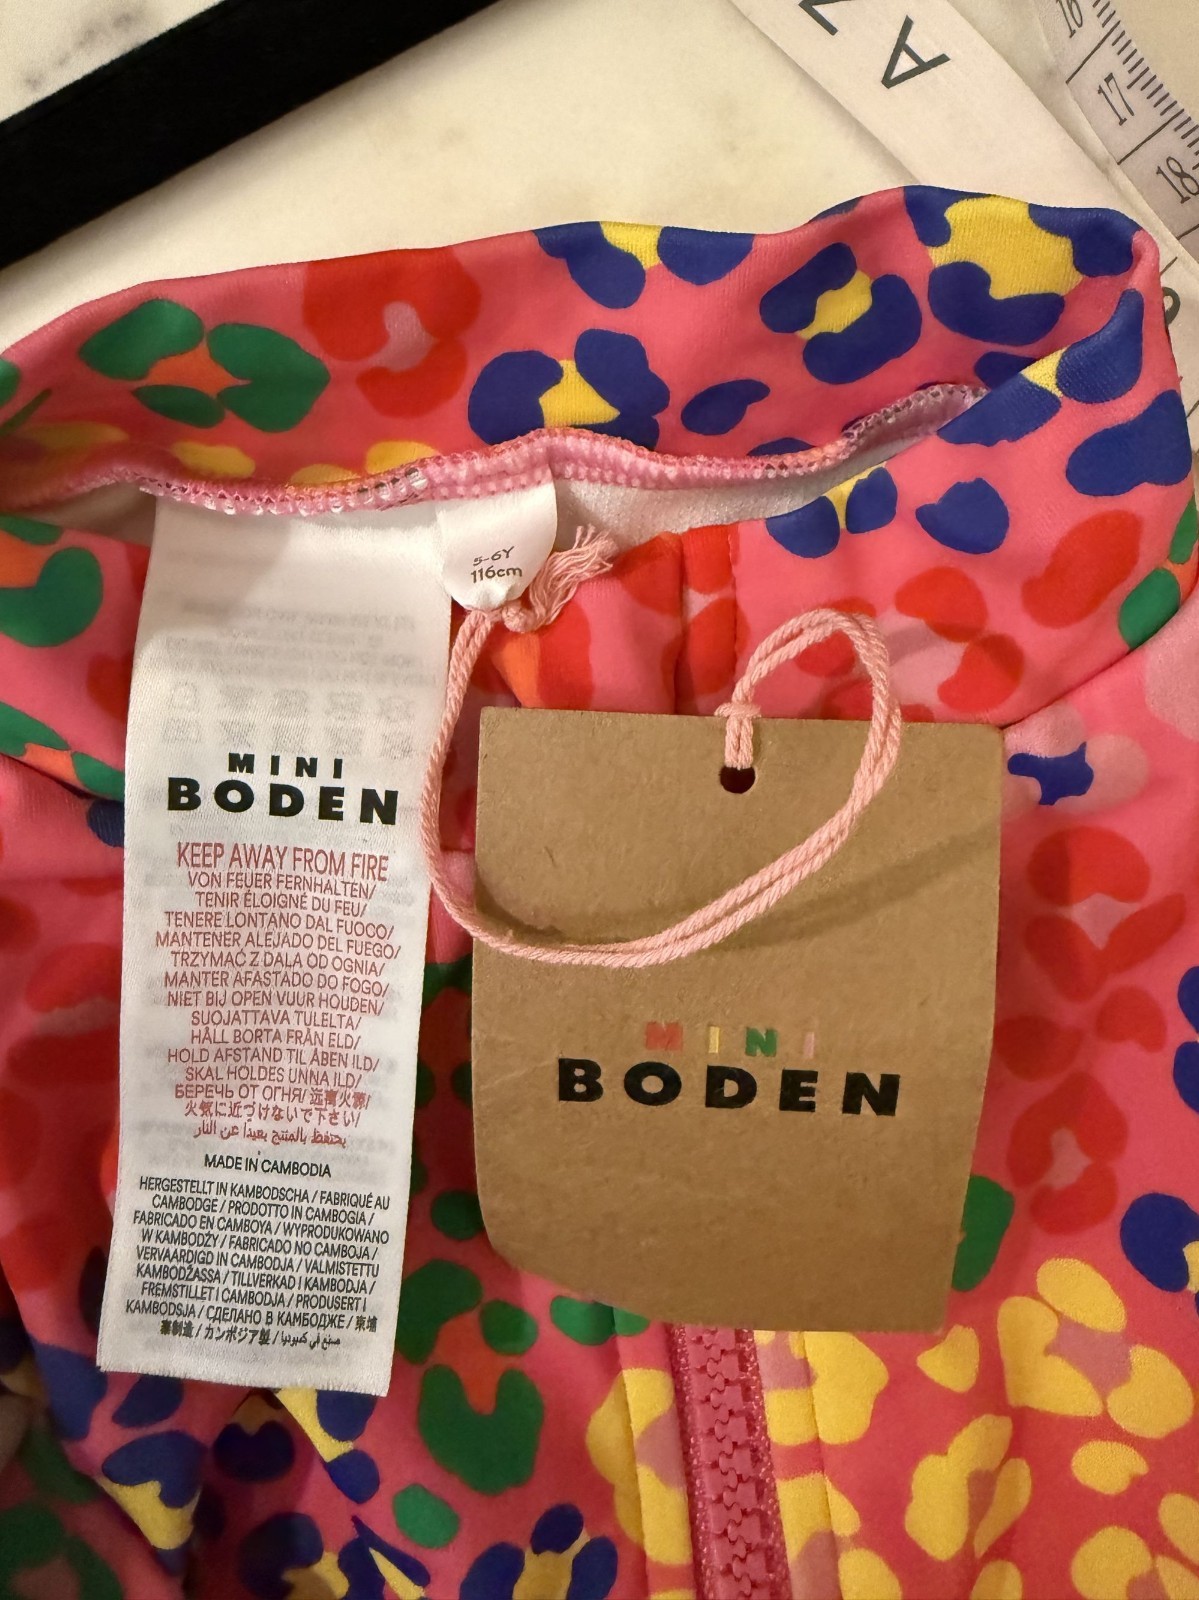 A 7
16
17
18
5-6Y
116cm
MINI
BODEN
KEEP AWAY FROM FIRE
VON FEUER FERNHALTEN/
TENIR ÉLOIGNÉ DU FEU/
TENERE LONTANO DAL FUOCO/
MANTENER ALEJADO DEL FUEGO/
TRZYMAĆ Z DALA OD OGNIA/
MANTER AFASTADO DO FOGO/
NIET BIJ OPEN VUUR HOUDEN/
SUOJATTAVA TULELTA/
HÅLL BORTA FRÅN ELD/
HOLD AFSTAND TIL ÅBEN ILD/
SKAL HOLDES UNNA ILD/
БЕРЕЧЬ ОТ ОГНЯ/ 远离火源/
火気に近づけないで下さい/
يحتفظ بالمنتج بعيدا عن النار
MADE IN CAMBODIA
HERGESTELLT IN KAMBODSCHA / FABRIQUÉ AU
CAMBODGE / PRODOTTO IN CAMBOGIA /
FABRICADO EN CAMBOYA / WYPRODUKOWANO
W KAMBODŻY / FABRICADO NO CAMBOJA /
VERVAARDIGD IN CAMBODJA / VALMISTETTU
KAMBODŽASSA / TILLVERKAD I KAMBODJA /
FREMSTILLET I CAMBODJA / PRODUSERT I
KAMBODSJA / СДЕЛАНО В КАМБОДЖЕ / 柬埔
寨制造 / カンボジア製 / صنع في كمبوديا
MINI
BODEN